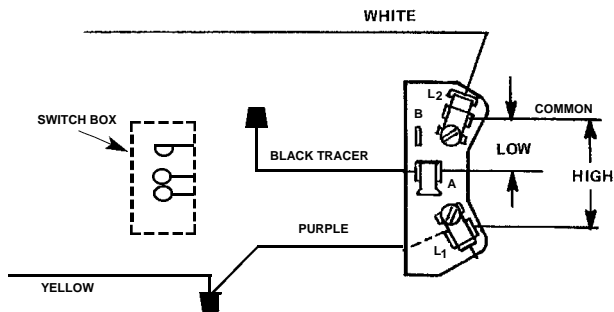 WHITE
L2
COMMON
B
SWITCH BOX
LOW
BLACK TRACER
HIGH
A
PURPLE
L1
YELLOW